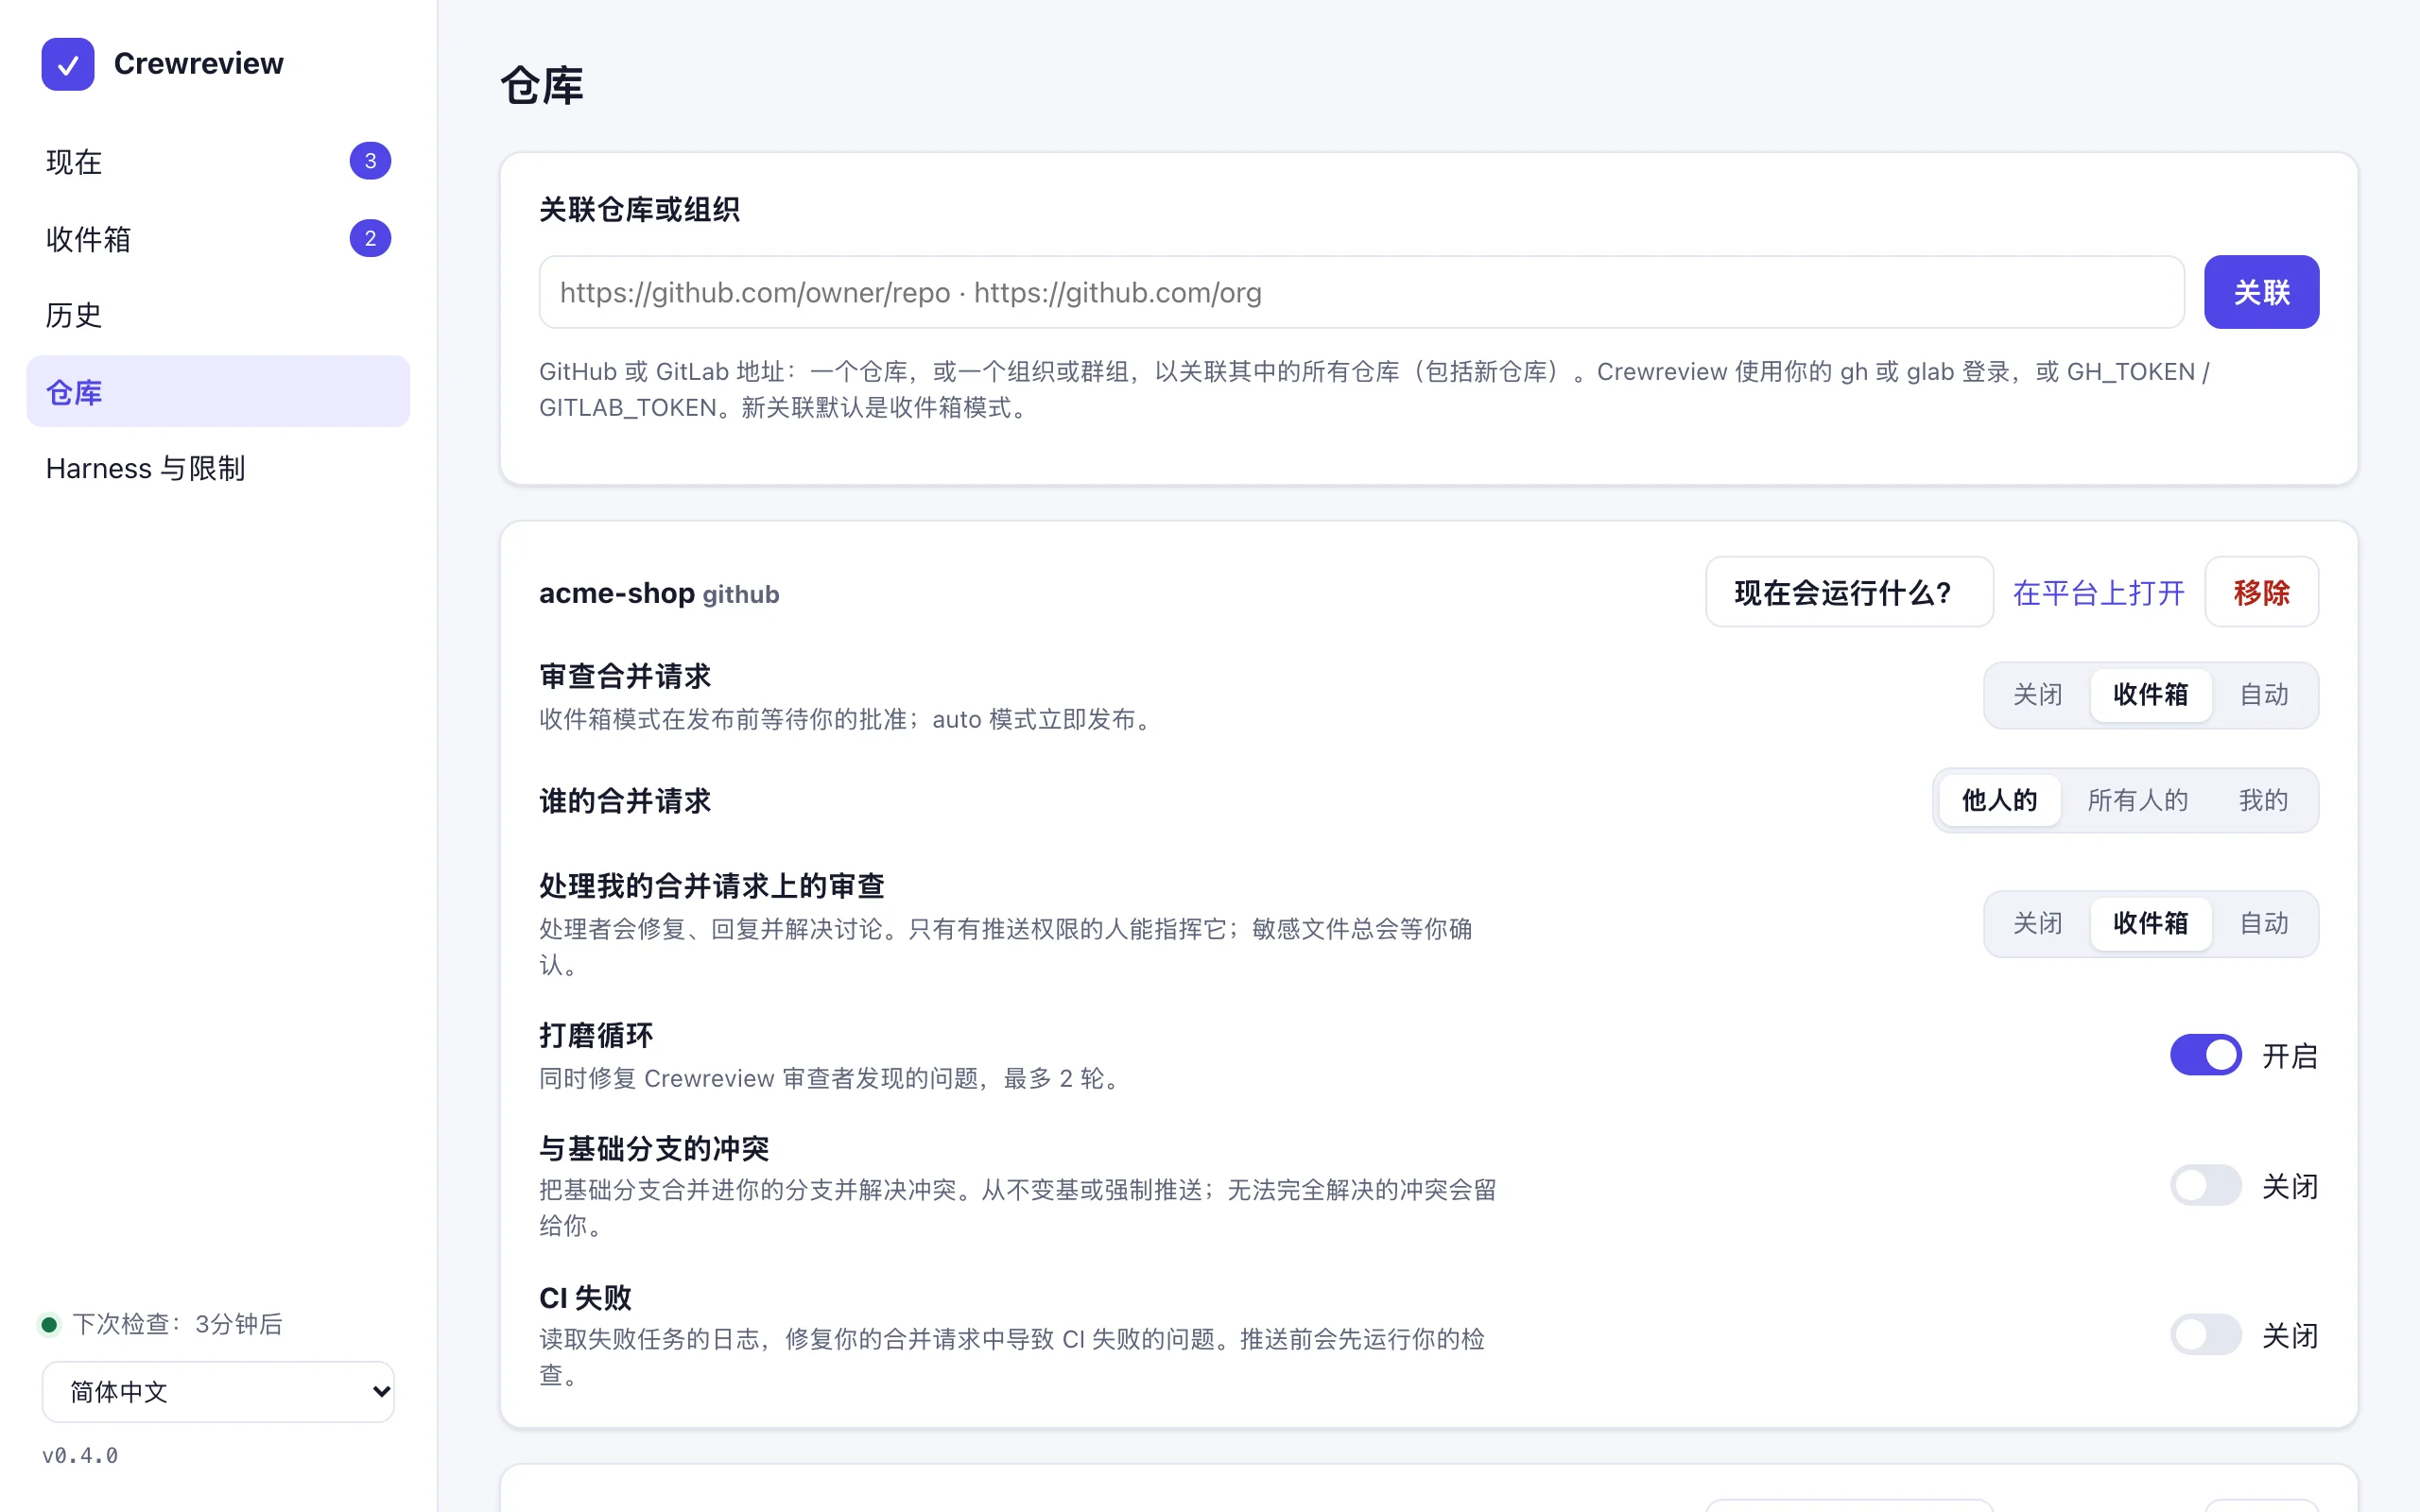 Crewreview
现在
3
收件箱
2
历史
仓库
Harness 与限制
下次检查：3分钟后
简体中文
v0.4.0
仓库
关联仓库或组织
https://github.com/owner/repo · https://github.com/org
关联
GitHub 或 GitLab 地址：一个仓库，或一个组织或群组，以关联其中的所有仓库（包括新仓库）。Crewreview 使用你的 gh 或 glab 登录，或 GH_TOKEN /
GITLAB_TOKEN。新关联默认是收件箱模式。
acme-shop github
现在会运行什么？
在平台上打开
移除
审查合并请求
收件箱模式在发布前等待你的批准；auto 模式立即发布。
关闭 收件箱 自动
谁的合并请求
他人的 所有人的 我的
处理我的合并请求上的审查
处理者会修复、回复并解决讨论。只有有推送权限的人能指挥它；敏感文件总会等你确
认。
关闭 收件箱 自动
打磨循环
同时修复 Crewreview 审查者发现的问题，最多 2 轮。
开启
与基础分支的冲突
把基础分支合并进你的分支并解决冲突。从不变基或强制推送；无法完全解决的冲突会留
给你。
关闭
CI 失败
读取失败任务的日志，修复你的合并请求中导致 CI 失败的问题。推送前会先运行你的检
查。
关闭